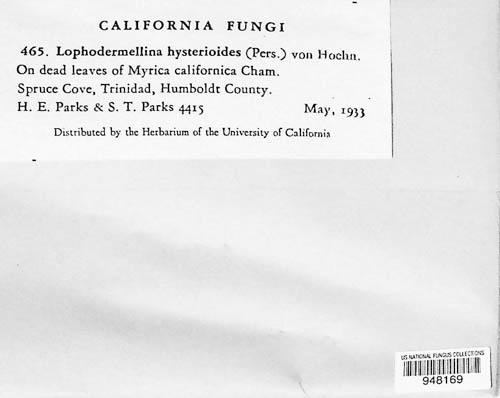 CALIFORNIA FUNGI
465. Lophodermellina hysterioides (Pers.) von Hoehn.
On dead leaves of Myrica californica Cham.
Spruce Cove, Trinidad, Humboldt County.
H. E. Parks & S. T. Parks 4415 May, 1933
Distributed by the Herbarium of the University of California
US NATIONAL FUNGUS COLLECTIONS
948169